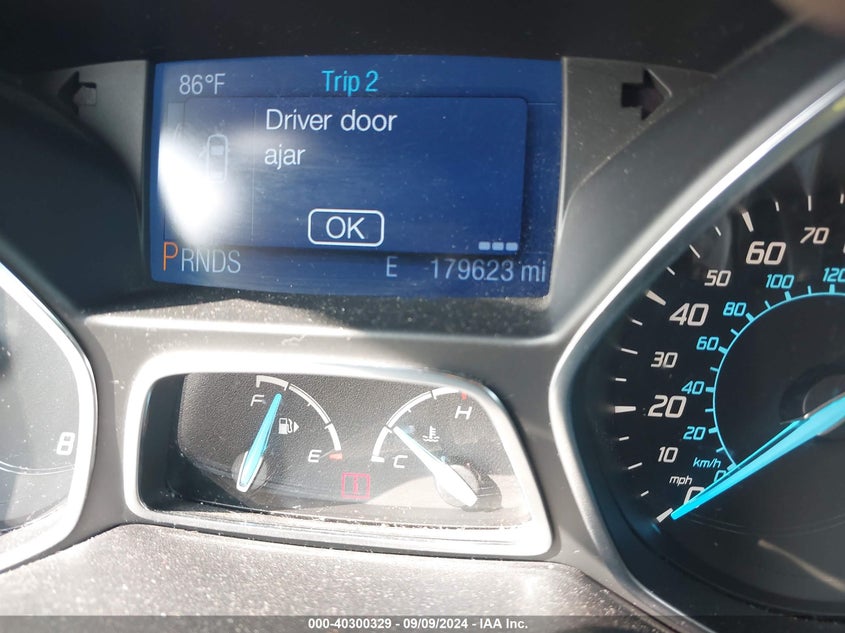 86°F Trip 2
Driver door
ajar
OK
PRNDS E 179623 mi
F
E
H
C
8
0
10
20
30
40
50
60
70
mph
km/h
0
20
40
60
80
100
120
000-40300329 - 09/09/2024 - IAA Inc.